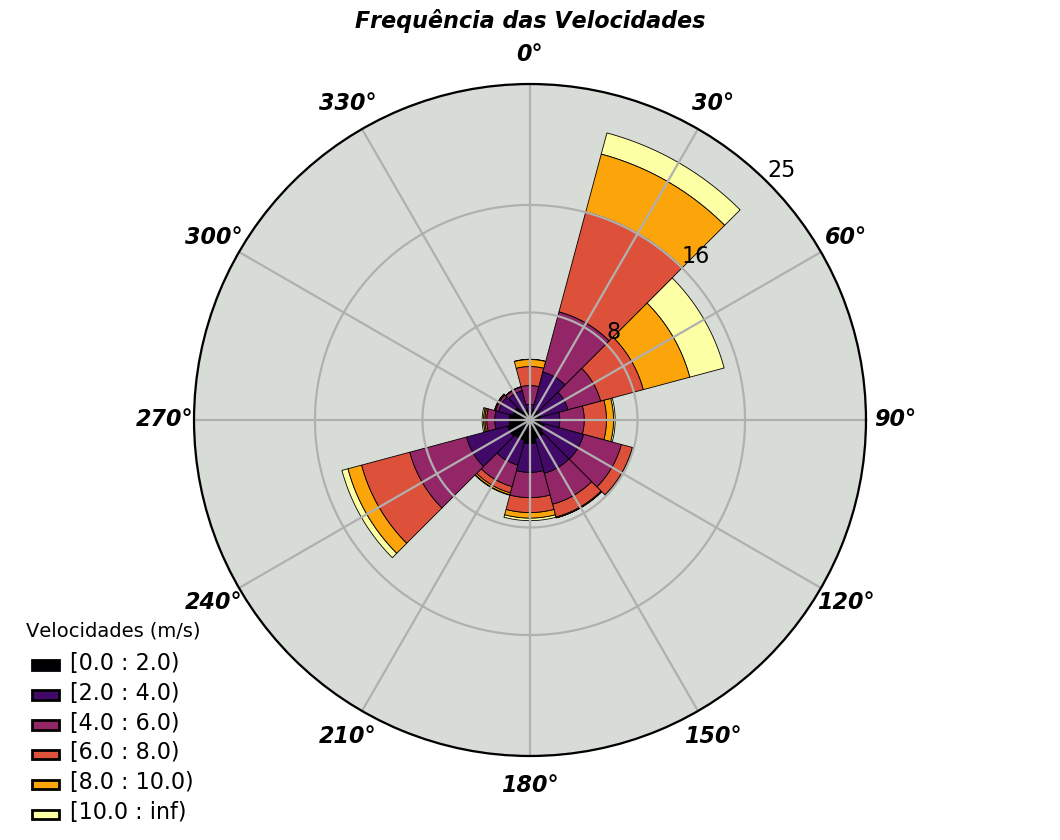 Frequência das Velocidades
0°
330°
30°
25
300°
60°
16
8
270°
90°
240°
120°
Velocidades (m/s)
[0.0 : 2.0)
[2.0 : 4.0)
[4.0 : 6.0)
210°
150°
[6.0 : 8.0)
180°
[8.0 : 10.0)
[10.0 : inf)